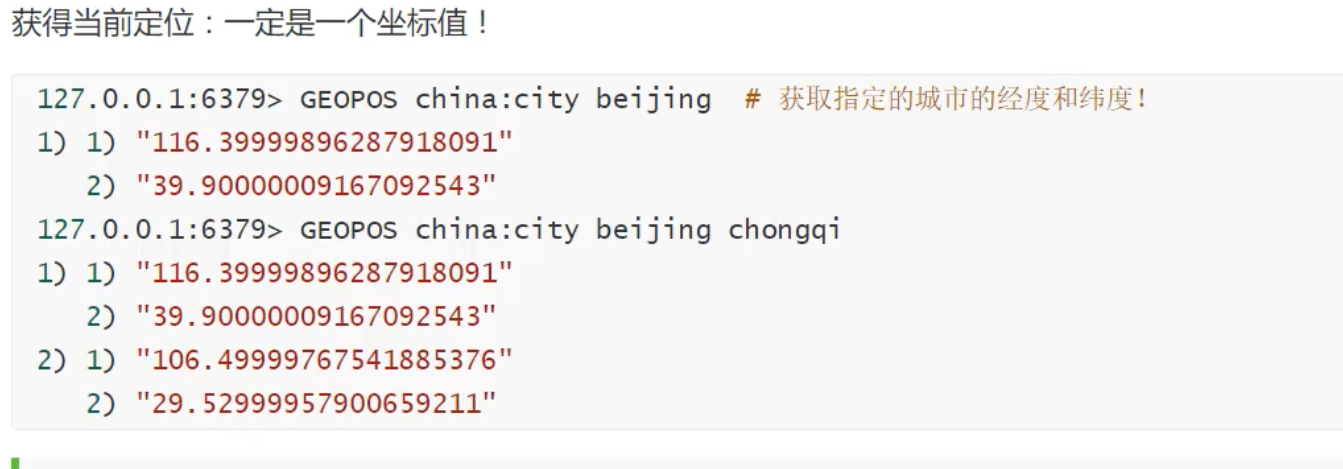 获得当前定位：一定是一个坐标值！
127.0.0.1:6379> GEOPOS china:city beijing  # 获取指定的城市的经度和纬度!
1) 1) "116.39999896287918091"
   2) "39.90000009167092543"
127.0.0.1:6379> GEOPOS china:city beijing chongqi
1) 1) "116.39999896287918091"
   2) "39.90000009167092543"
2) 1) "106.49999767541885376"
   2) "29.52999957900659211"